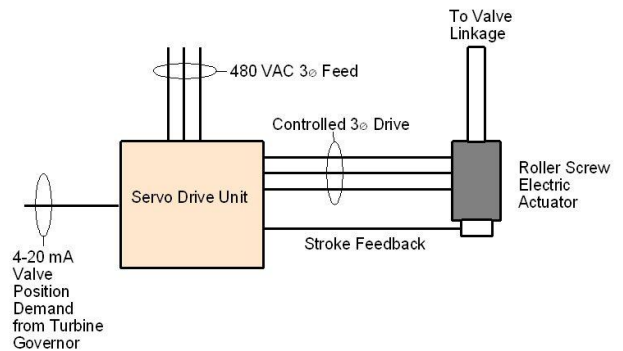 To Valve
Linkage
480 VAC 3⌀ Feed
Controlled 3⌀ Drive
Servo Drive Unit
Roller Screw
Electric
Actuator
Stroke Feedback
4-20 mA
Valve
Position
Demand
from Turbine
Governor